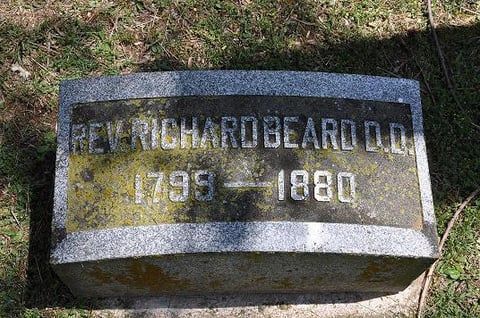 REV. RICHARD BEARD D.D.
1799 — 1880